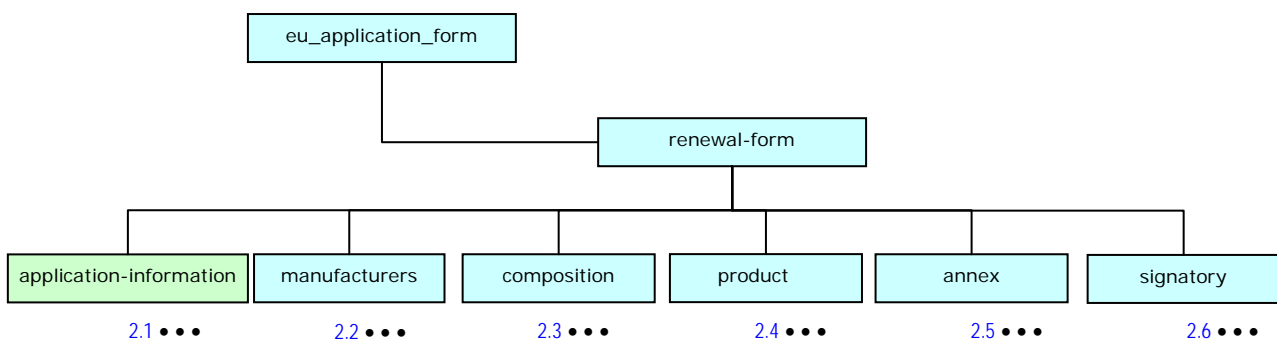 eu_application_form
renewal-form
application-information manufacturers composition product annex signatory
2.1 ••• 2.2 ••• 2.3 ••• 2.4 ••• 2.5 ••• 2.6 •••